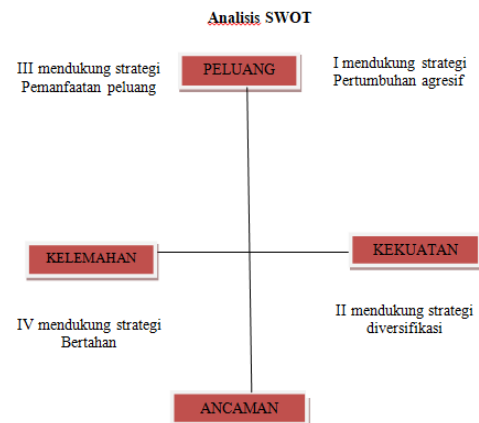 Analisis SWOT
III mendukung strategi
Pemanfaatan peluang
PELUANG
I mendukung strategi
Pertumbuhan agresif
KELEMAHAN
KEKUATAN
IV mendukung strategi
Bertahan
II mendukung strategi
diversifikasi
ANCAMAN